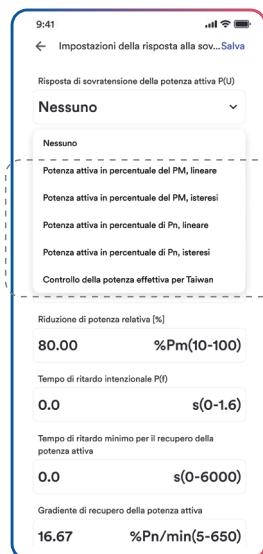 9:41
Impostazioni della risposta alla sov...Salva
Risposta di sovratensione della potenza attiva P(U)
Nessuno
Nessuno
Potenza attiva in percentuale del PM, lineare
Potenza attiva in percentuale del PM, isteresi
Potenza attiva in percentuale di Pn, lineare
Potenza attiva in percentuale di Pn, isteresi
Controllo della potenza effettiva per Taiwan
Riduzione di potenza relativa [%]
80.00 %Pm(10-100)
Tempo di ritardo intenzionale P(f)
0.0 s(0-1.6)
Tempo di ritardo minimo per il recupero della
potenza attiva
0.0 s(0-6000)
Gradiente di recupero della potenza attiva
16.67 %Pn/min(5-650)